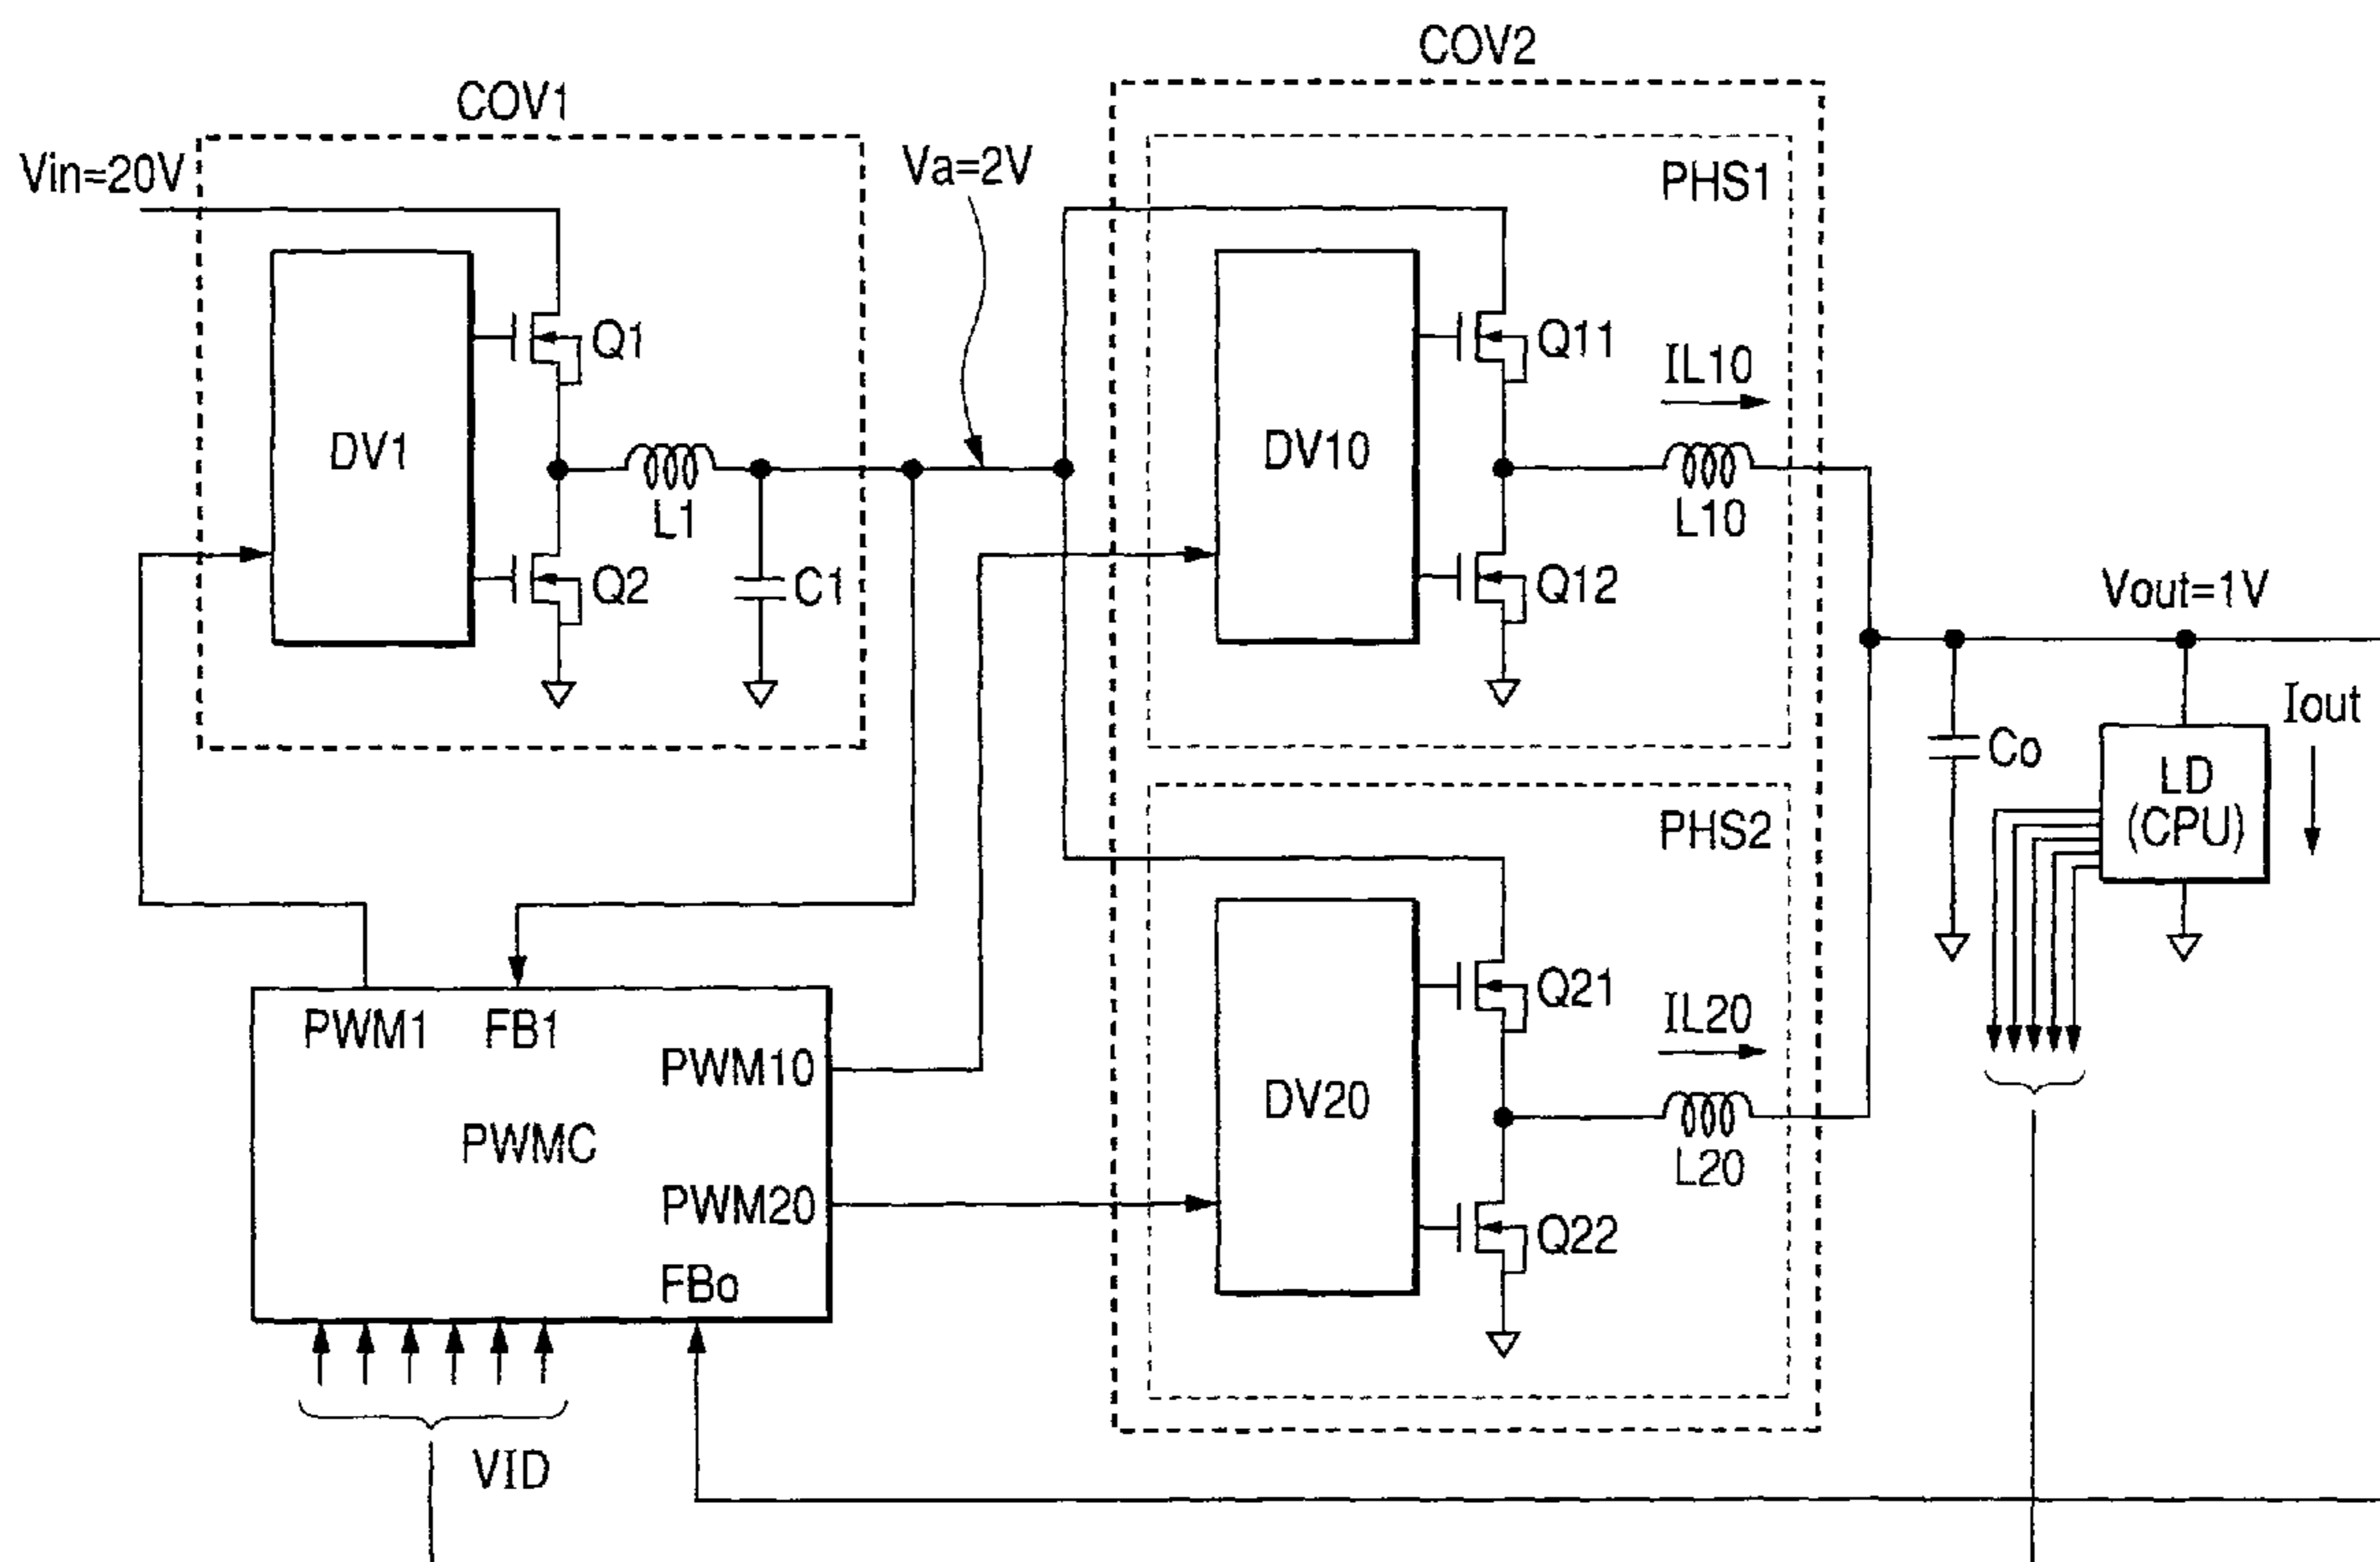 COV2
COV1
Vin=20V
Va=2V
PHS1
Q1
Q11
IL10
DV1
DV10
L1
L10
Q2
C1
Q12
Vout=1V
Iout
Co
LD
(CPU)
PHS2
Q21
IL20
PWM1
FB1
PWM10
DV20
PWMC
L20
PWM20
Q22
FBo
VID